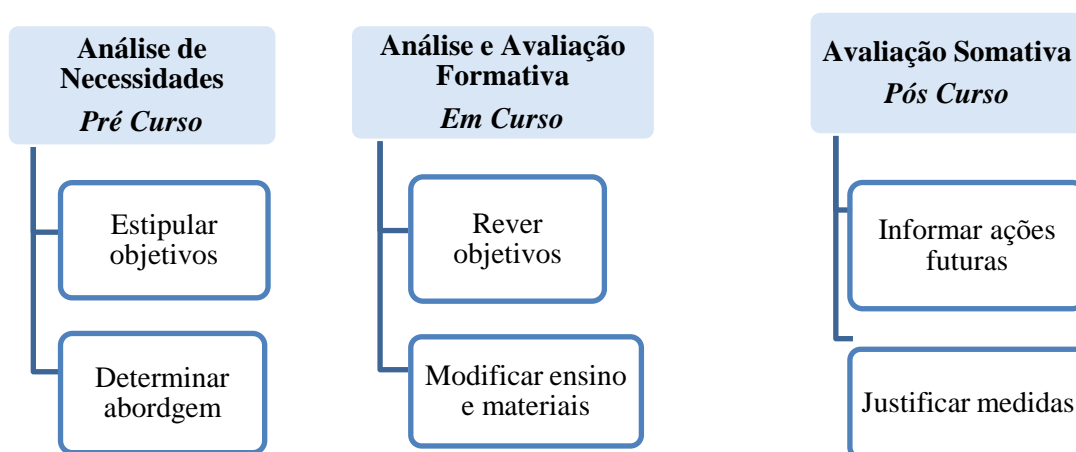 Análise de
Necessidades
Pré Curso
Estipular
objetivos
Determinar
abordgem
Análise e Avaliação
Formativa
Em Curso
Rever
objetivos
Modificar ensino
e materiais
Avaliação Somativa
Pós Curso
Informar ações
futuras
Justificar medidas